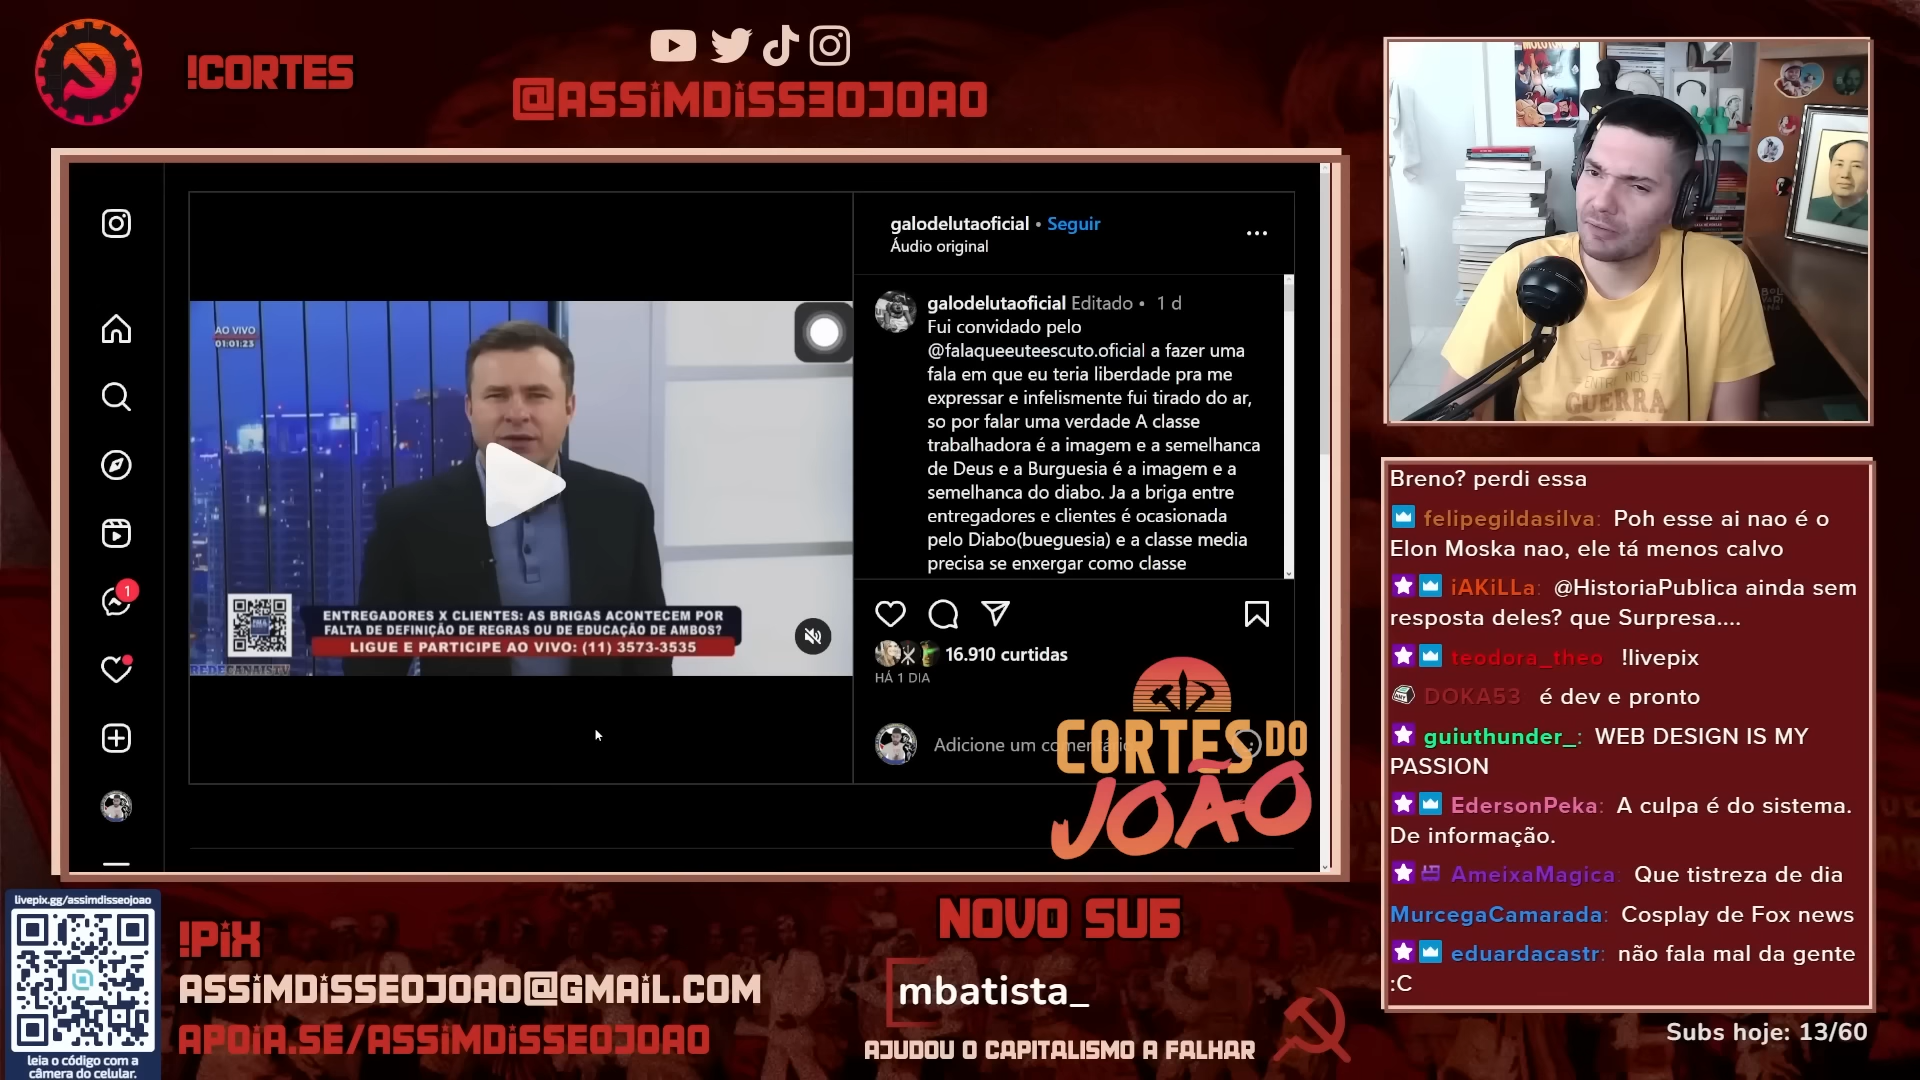 !CORTES
@ASSIMDISSEOJOAO
galodelutaoficial • Seguir
Áudio original
galodelutaoficial Editado • 1 d
Fui convidado pelo
@falaqueeuteescuto.oficial a fazer uma
fala em que eu teria liberdade pra me
expressar e infelismente fui tirado do ar,
so por falar uma verdade A classe
trabalhadora é a imagem e a semelhanca
de Deus e a Burguesia é a imagem e a
semelhanca do diabo. Ja a briga entre
entregadores e clientes é ocasionada
pelo Diabo(bueguesia) e a classe media
precisa se enxergar como classe
16.910 curtidas
HÁ 1 DIA
Adicione um comentário
AO VIVO
01:01:23
ENTREGADORES X CLIENTES: AS BRIGAS ACONTECEM POR
FALTA DE DEFINIÇÃO DE REGRAS OU DE EDUCAÇÃO DE AMBOS?
LIGUE E PARTICIPE AO VIVO: (11) 3573-3535
REDECANAISTV
1
CORTES DO
JOÃO
PAZ
ENTRE NÓS
GUERRA
Breno? perdi essa
felipegildasilva: Poh esse ai nao é o
Elon Moska nao, ele tá menos calvo
iAKiLLa: @HistoriaPublica ainda sem
resposta deles? que Surpresa....
teodora_theo !livepix
DOKA53 é dev e pronto
guiuthunder_: WEB DESIGN IS MY
PASSION
EdersonPeka: A culpa é do sistema.
De informação.
AmeixaMagica: Que tistreza de dia
MurcegaCamarada: Cosplay de Fox news
eduardacastr: não fala mal da gente
:C
Subs hoje: 13/60
livepix.gg/assimdisseojoao
leia o código com a
câmera do celular.
!PIX
ASSIMDISSEOJOAO@GMAIL.COM
APOIA.SE/ASSIMDISSEOJOAO
NOVO SUB
mbatista_
AJUDOU O CAPITALISMO A FALHAR